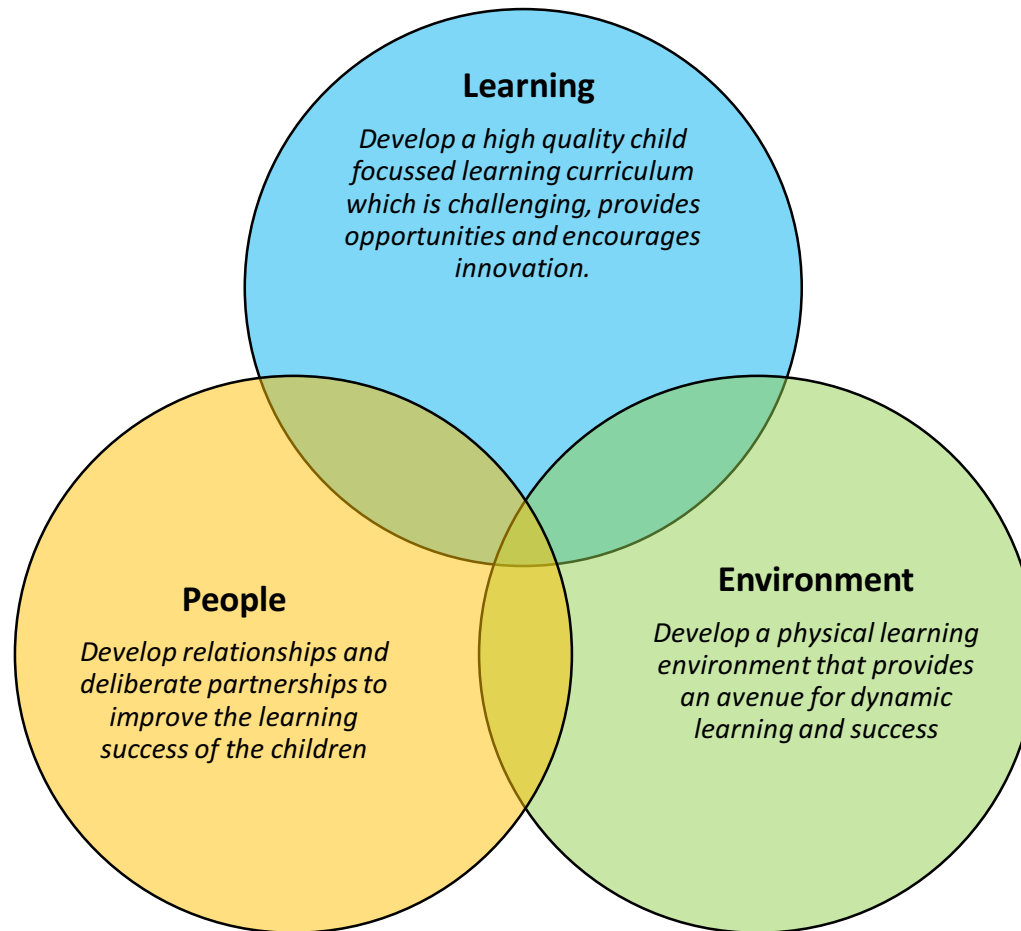 Learning
Develop a high quality child
focussed learning curriculum
which is challenging, provides
opportunities and encourages
innovation.
People
Develop relationships and
deliberate partnerships to
improve the learning
success of the children
Environment
Develop a physical learning
environment that provides
an avenue for dynamic
learning and success